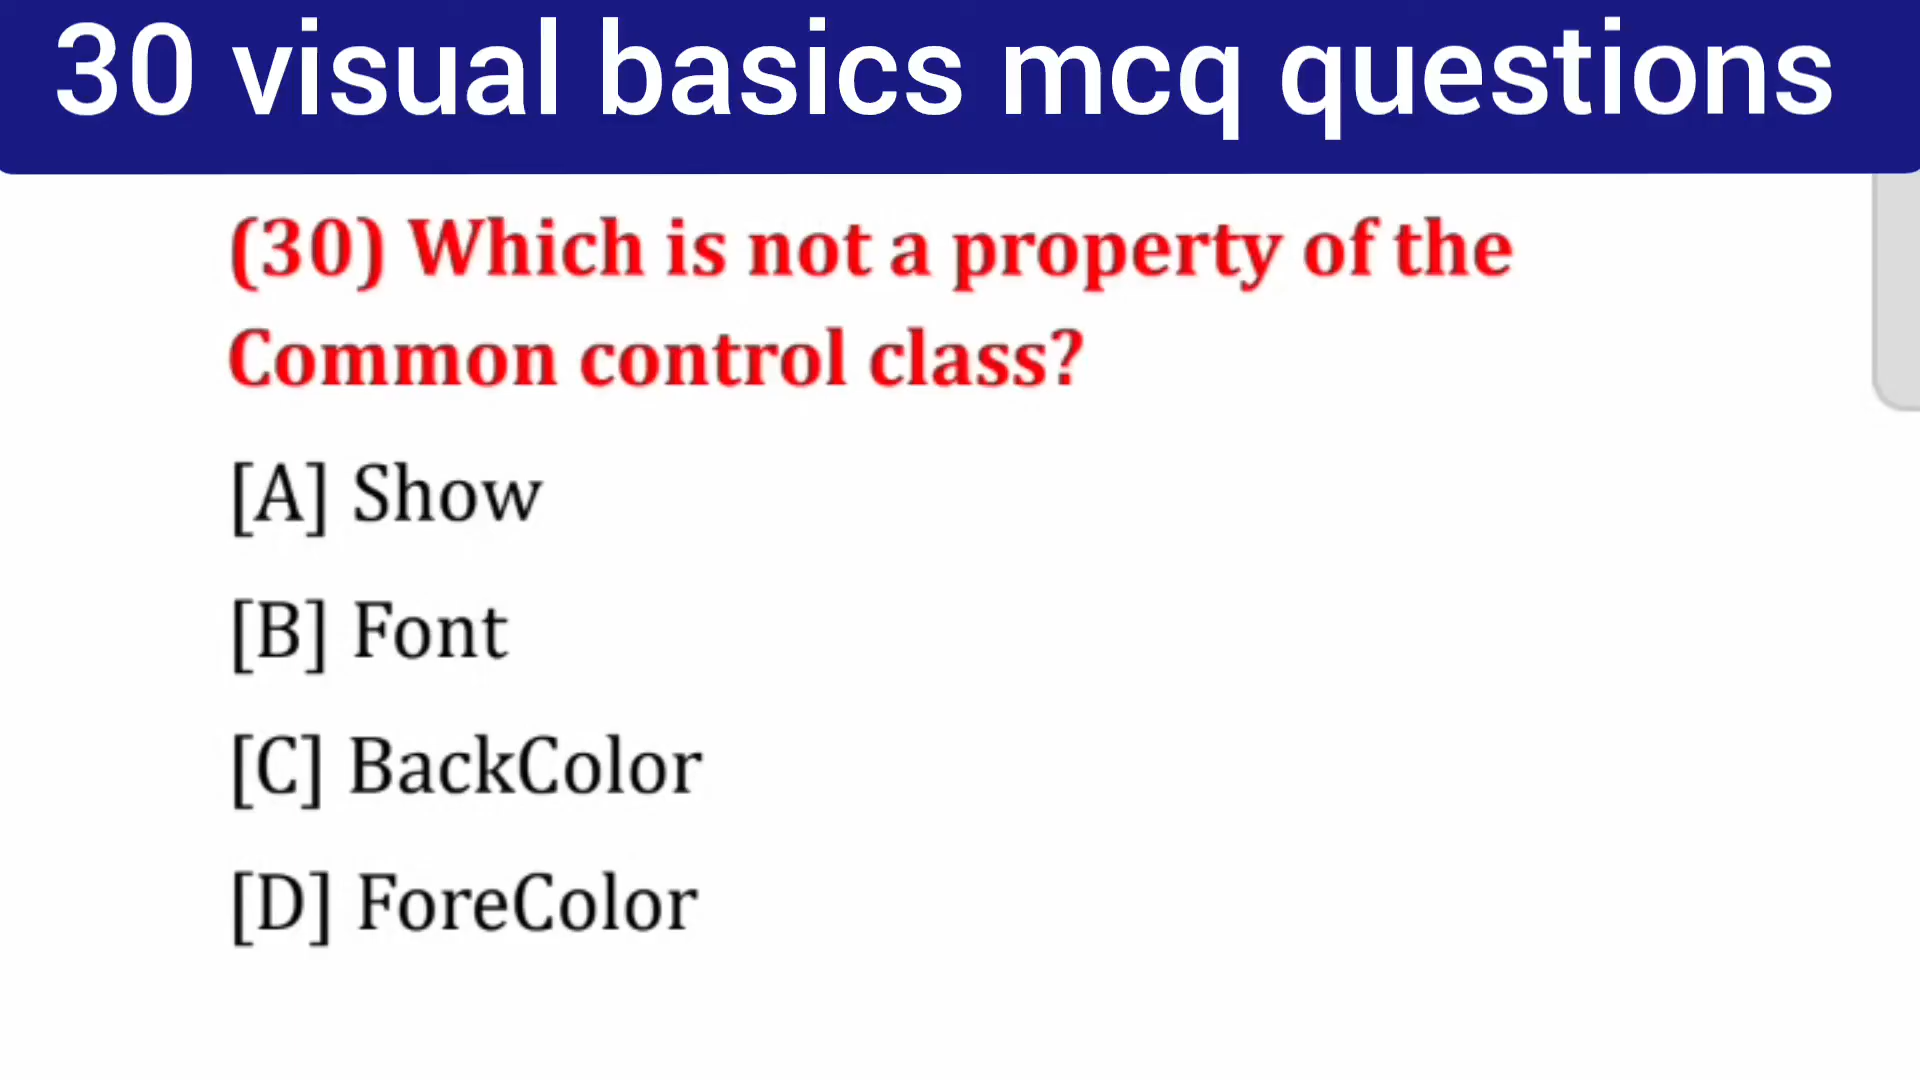 30 visual basics mcq questions
(30) Which is not a property of the
Common control class?
[A] Show
[B] Font
[C] BackColor
[D] ForeColor